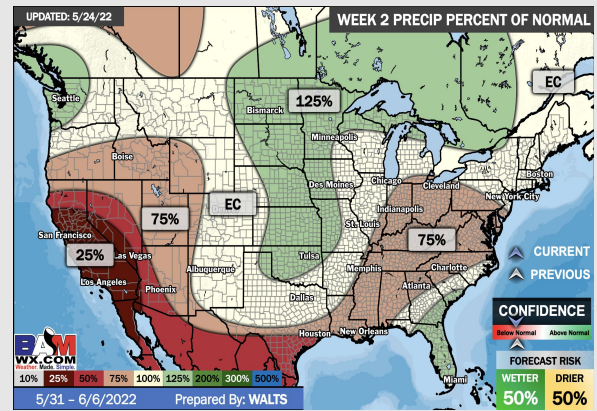 UPDATED: 5/24/22
WEEK 2 PRECIP PERCENT OF NORMAL
EC
Seattle
125%
Bismarck
Minneapolis
Boise
Boston
Des Moines
Chicago
Cleveland
New York City
EC
75%
Indianapolis
St. Louis
75%
San Francisco
25%
Las Vegas
Tulsa
CURRENT
Albuquerque
Memphis
Charlotte
PREVIOUS
Los Angeles
Phoenix
Atlanta
Dallas
CONFIDENCE
Below Normal
Above Normal
Houston
New Orleans
BAM
WX.COM
Weather. Made. Simple.
FORECAST RISK
Miami
WETTER
DRIER
10% 25% 50% 75% 100% 125% 200% 300% 500%
50%
50%
5/31 – 6/6/2022
Prepared By: WALTS